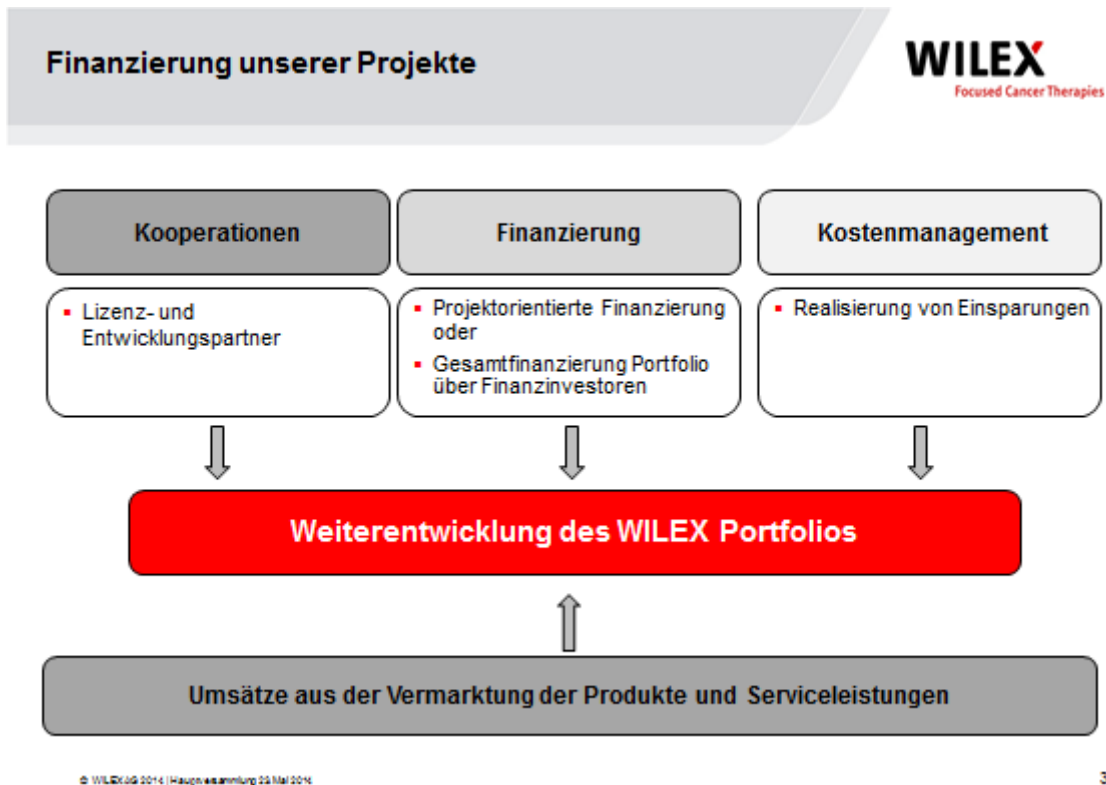 Finanzierung unserer Projekte
WILEX
Focused Cancer Therapies
Kooperationen
Lizenz- und
Entwicklungspartner
Finanzierung
Projektorientierte Finanzierung
oder
Gesamtfinanzierung Portfolio
über Finanzinvestoren
Kostenmanagement
Realisierung von Einsparungen
Weiterentwicklung des WILEX Portfolios
Umsätze aus der Vermarktung der Produkte und Serviceleistungen
© WILEX AG 2014 | Hauptversammlung 23 Mai 2014
3